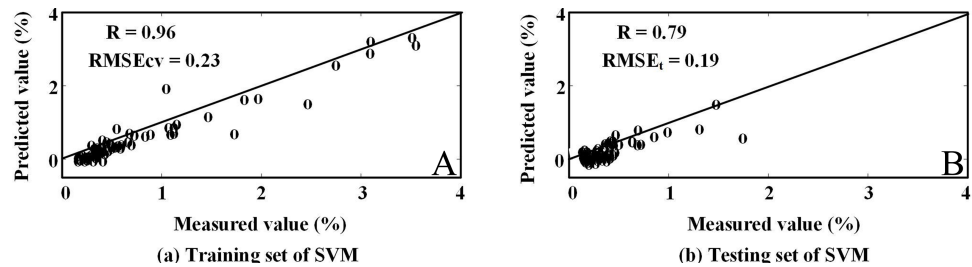 4
R = 0.96
RMSEcv = 0.23
2
0
Predicted value (%)
A
0
1
2
3
4
Measured value (%)
(a) Training set of SVM
4
R = 0.79
RMSEt = 0.19
2
0
Predicted value (%)
B
0
1
2
3
4
Measured value (%)
(b) Testing set of SVM